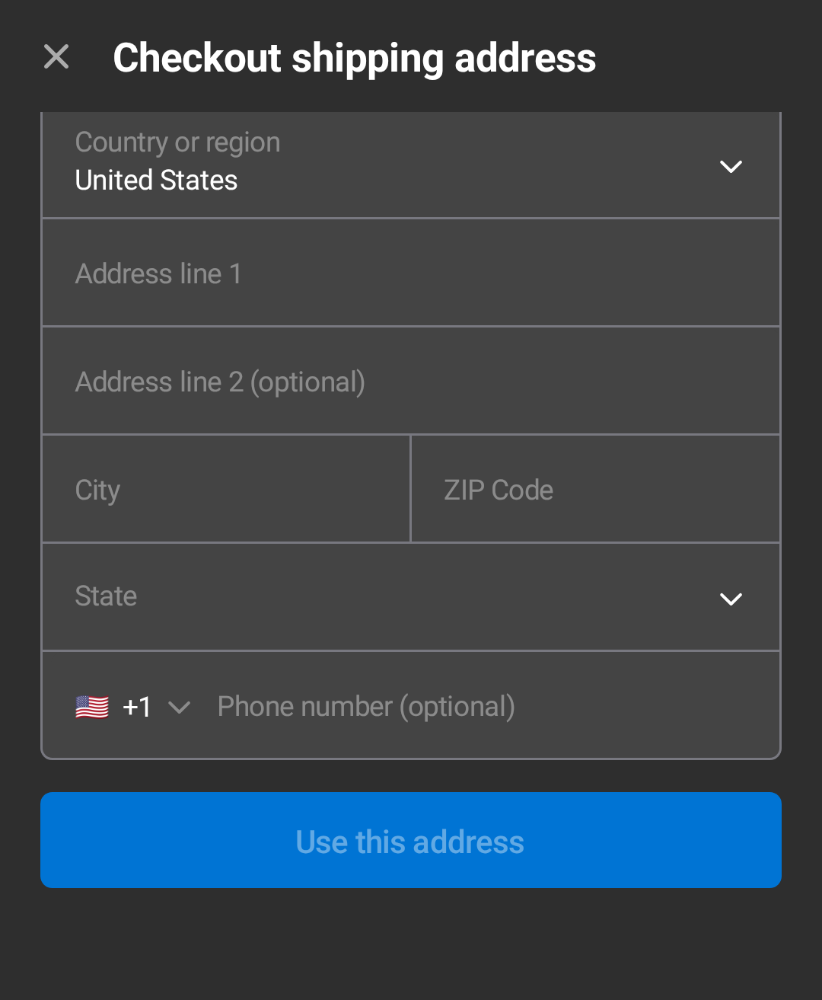 Checkout shipping address
Country or region
United States
Address line 1
Address line 2 (optional)
City
ZIP Code
State
+1
Phone number (optional)
Use this address